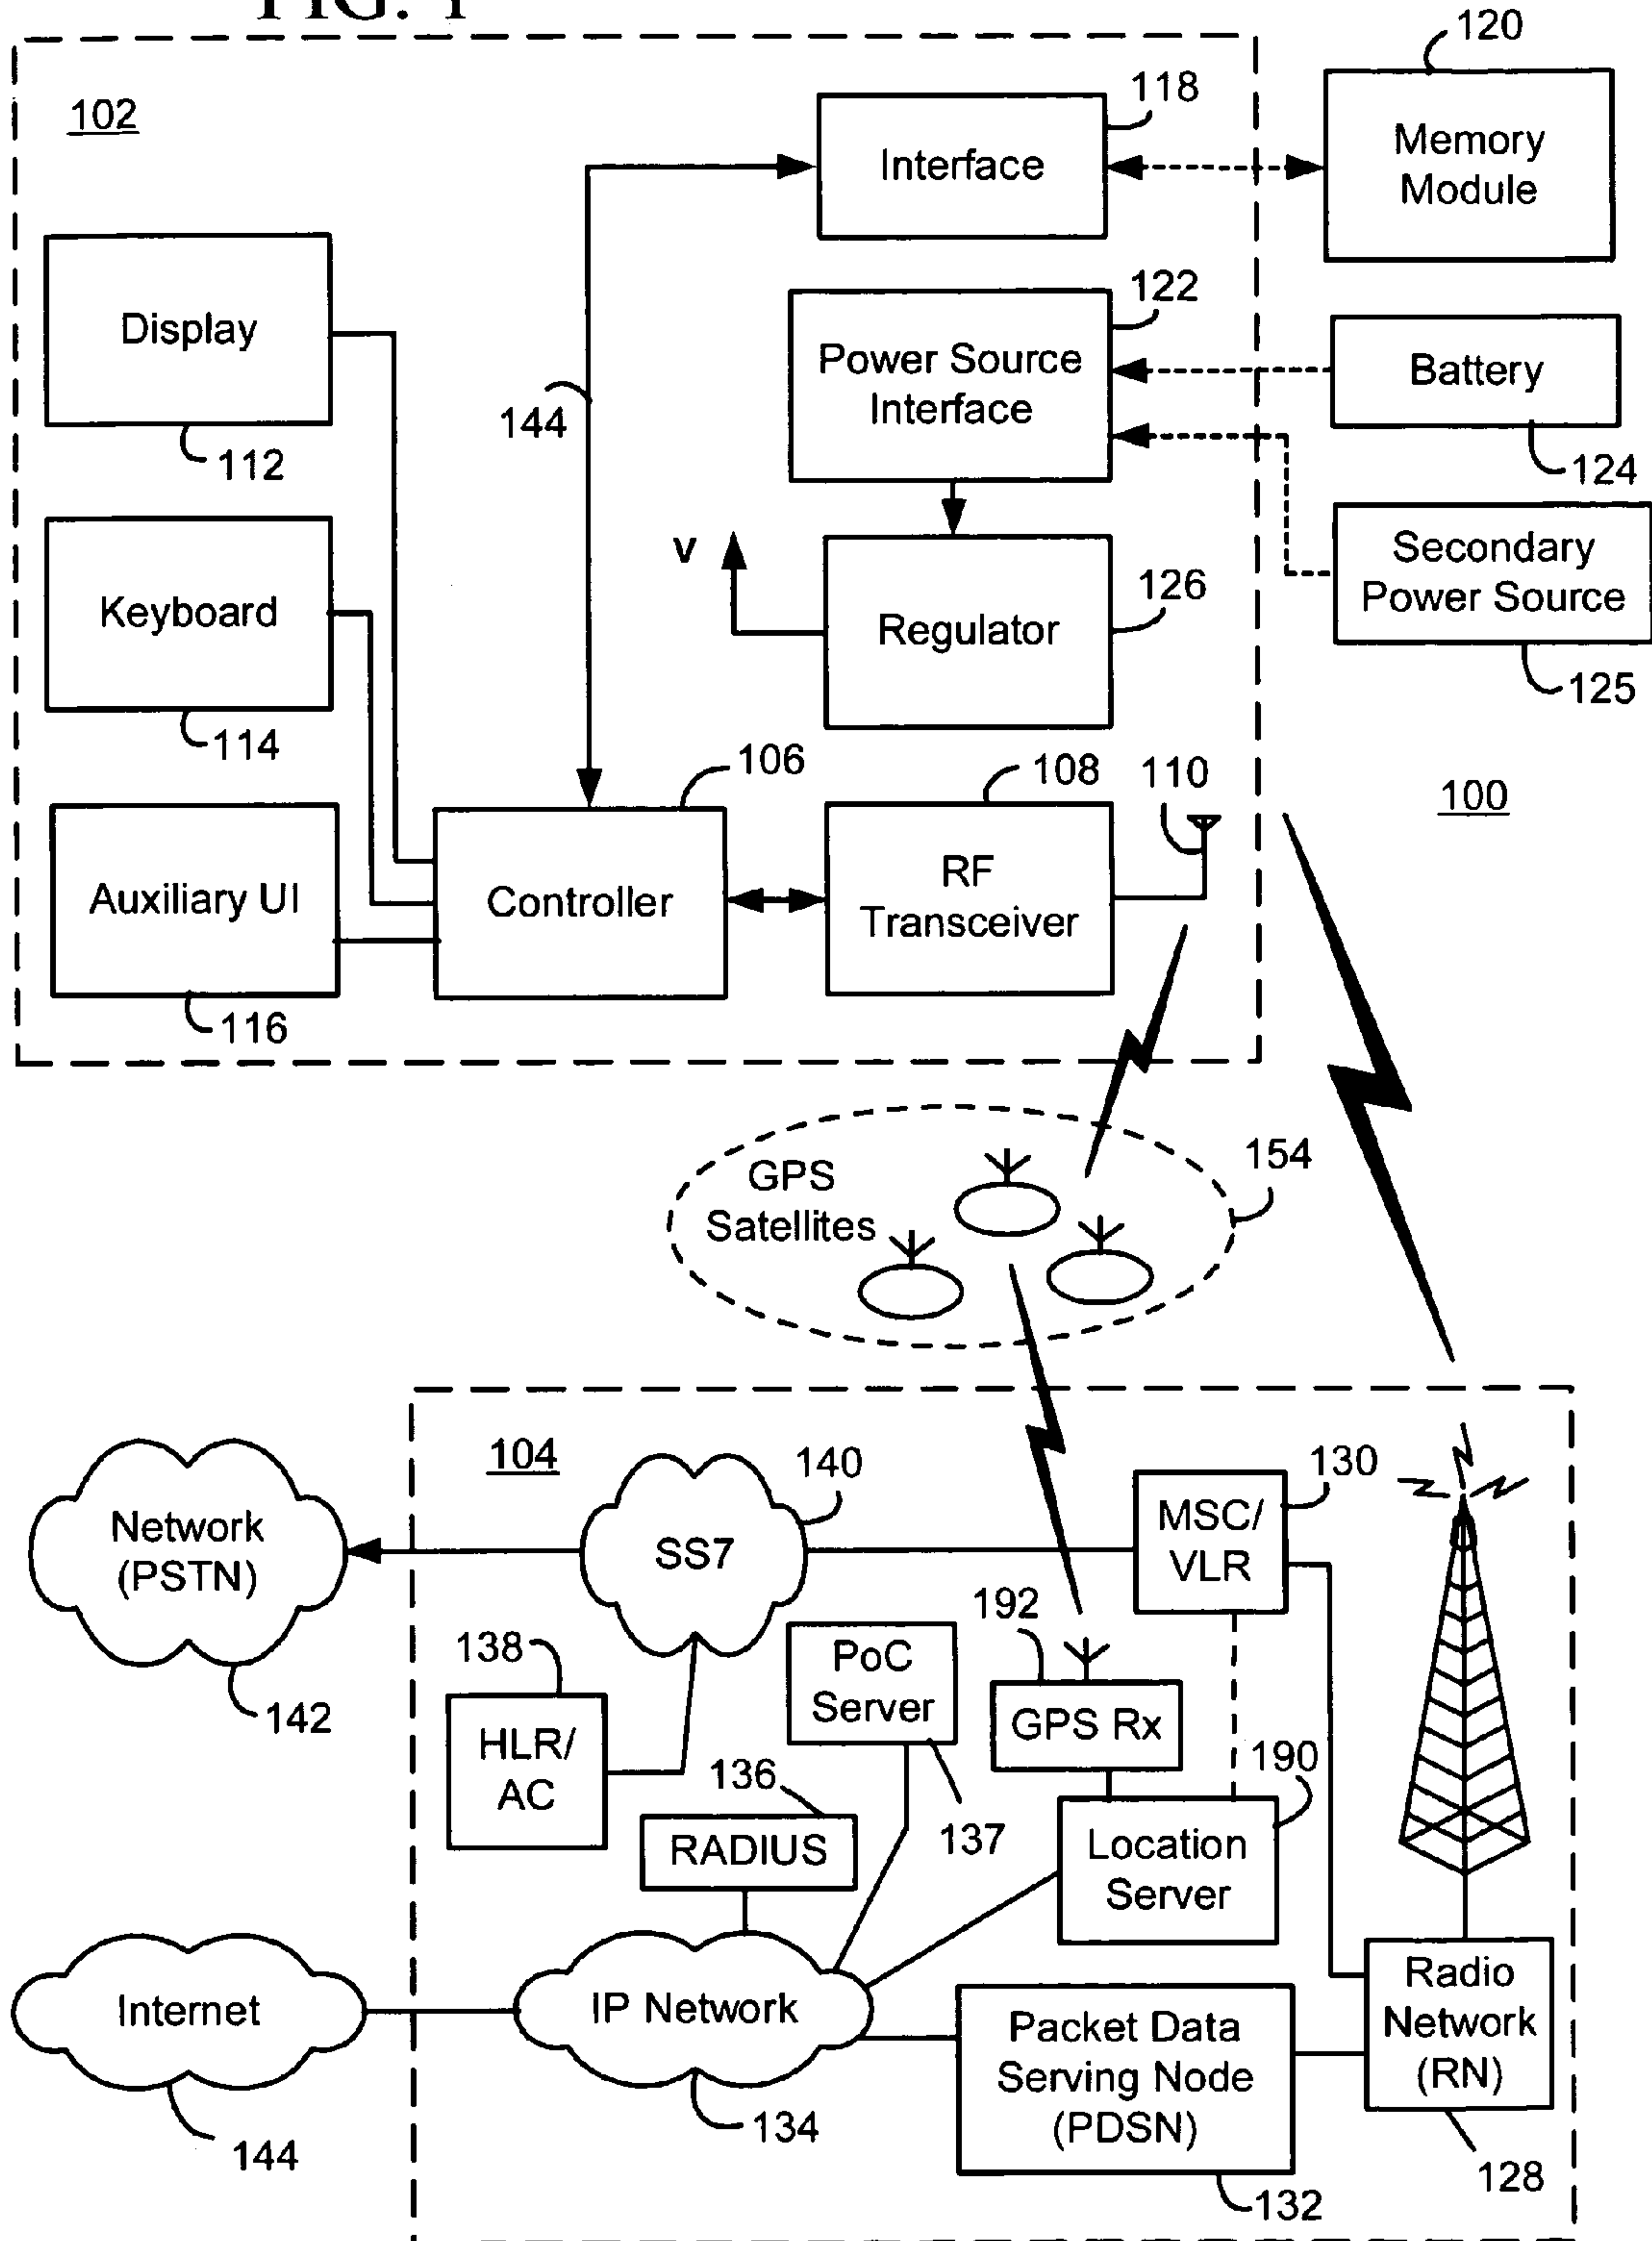 FIG. 1
120
102
118
Interface
Memory
Module
Display
122
Power Source
Interface
Battery
144
112
124
Keyboard
V
Regulator
126
Secondary
Power Source
125
114
106
108
110
100
Auxiliary UI
Controller
RF
Transceiver
116
GPS
Satellites
154
104
140
130
Network
(PSTN)
SS7
MSC/
VLR
192
138
PoC
Server
142
HLR/
AC
GPS Rx
136
190
137
RADIUS
Location
Server
Internet
IP Network
Radio
Network
(RN)
Packet Data
Serving Node
(PDSN)
134
144
128
132